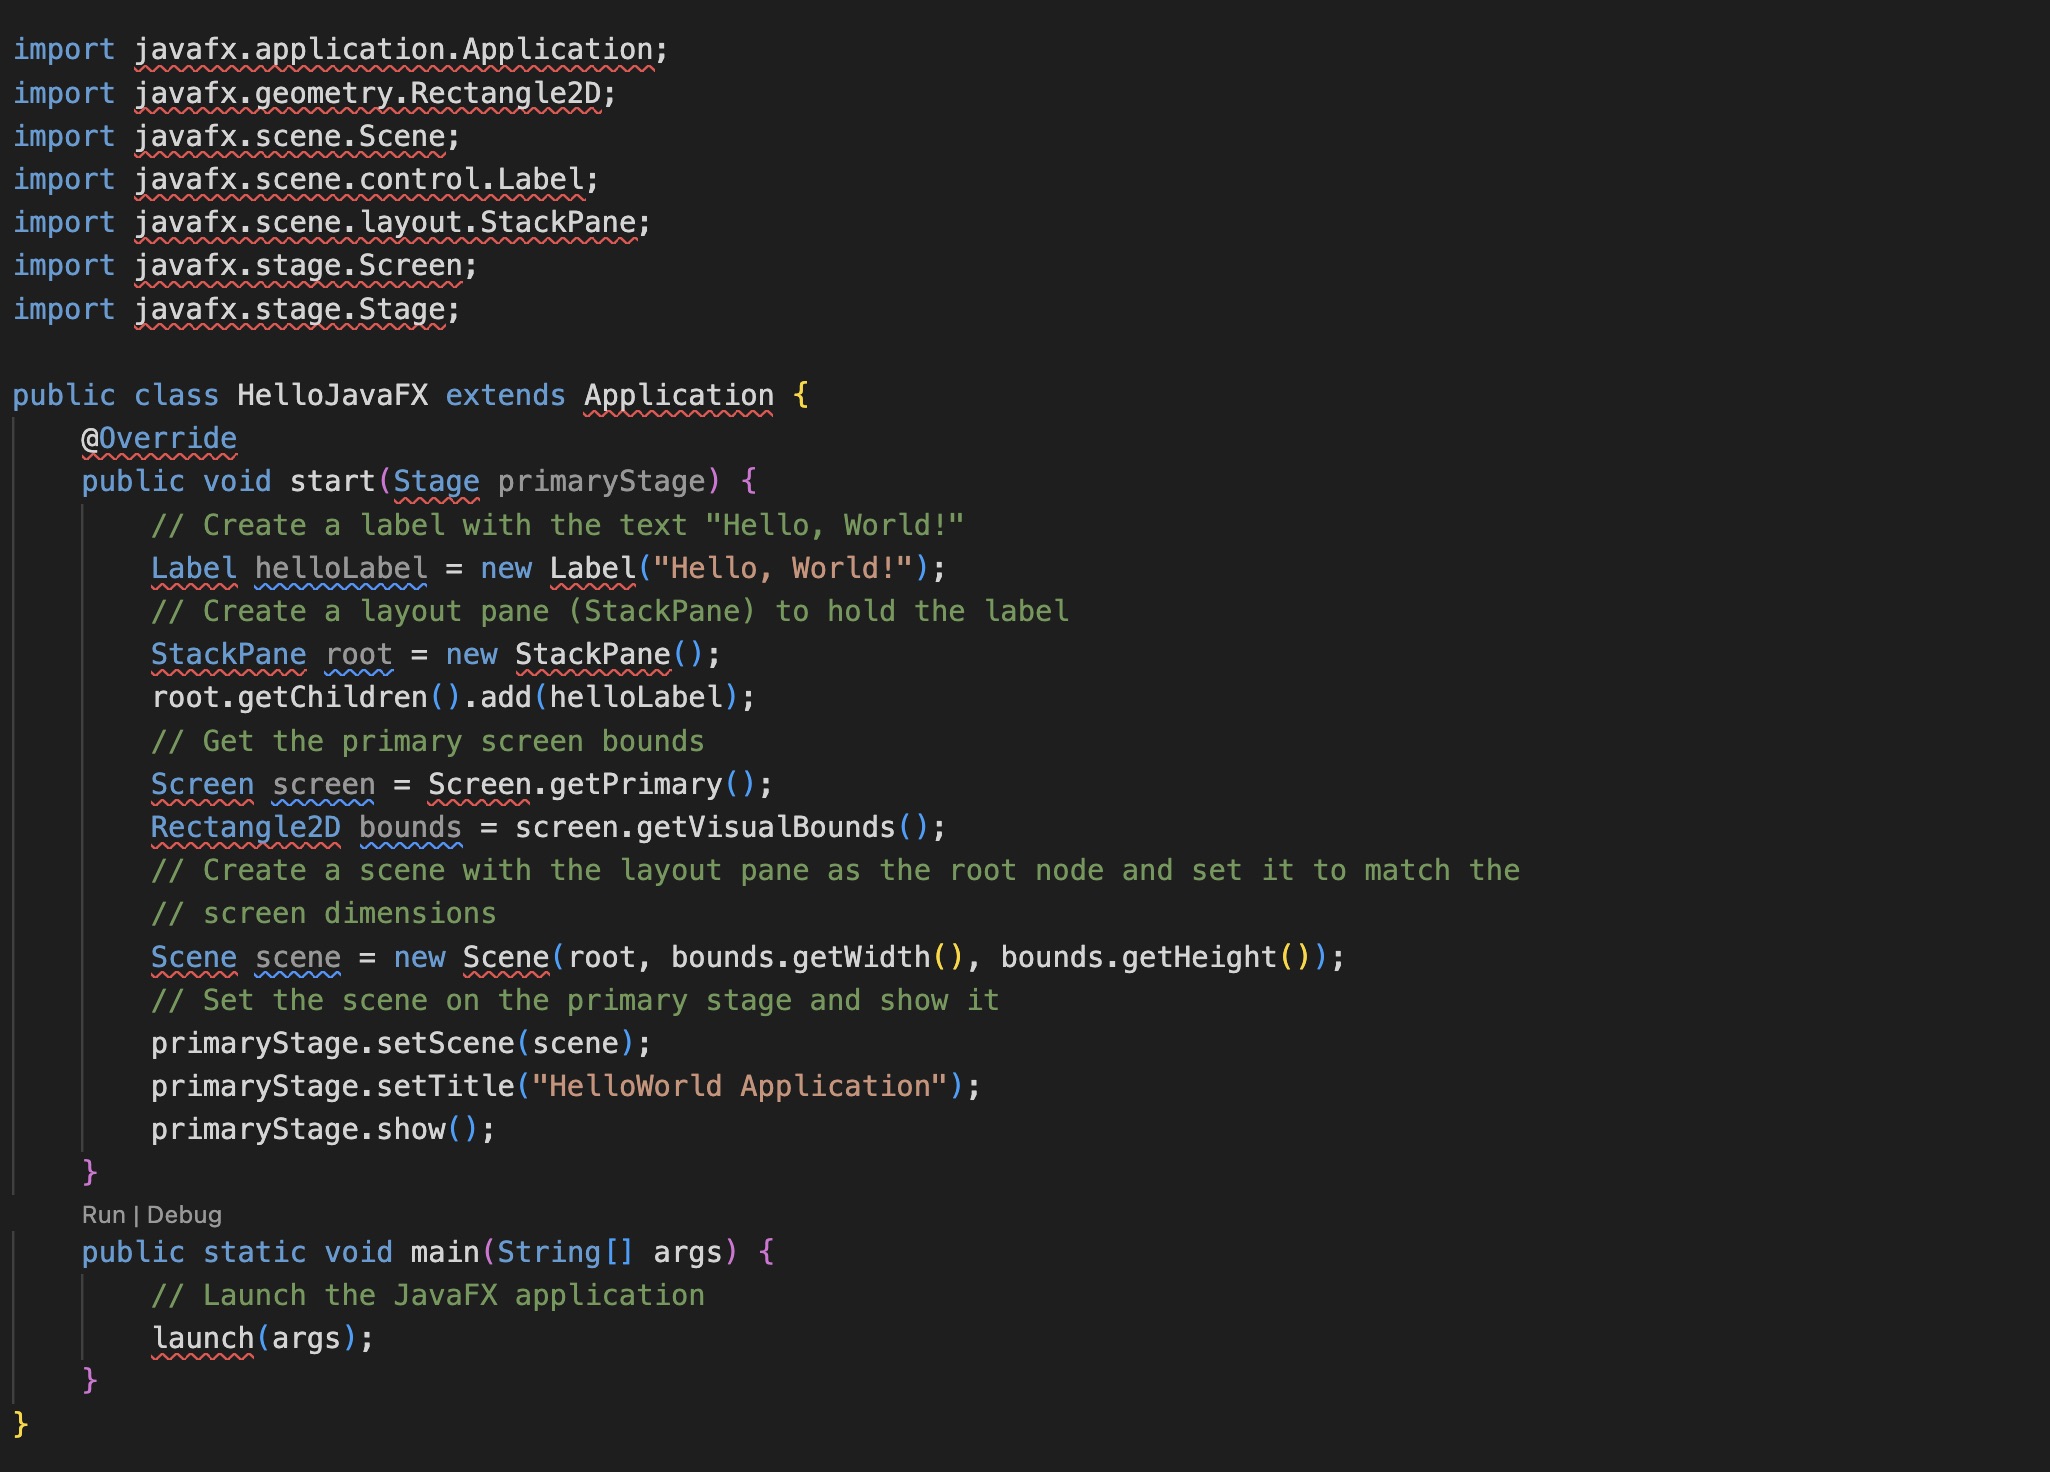 import javafx.application.Application;
import javafx.geometry.Rectangle2D;
import javafx.scene.Scene;
import javafx.scene.control.Label;
import javafx.scene.layout.StackPane;
import javafx.stage.Screen;
import javafx.stage.Stage;

public class HelloJavaFX extends Application {
    @Override
    public void start(Stage primaryStage) {
        // Create a label with the text "Hello, World!"
        Label helloLabel = new Label("Hello, World!");
        // Create a layout pane (StackPane) to hold the label
        StackPane root = new StackPane();
        root.getChildren().add(helloLabel);
        // Get the primary screen bounds
        Screen screen = Screen.getPrimary();
        Rectangle2D bounds = screen.getVisualBounds();
        // Create a scene with the layout pane as the root node and set it to match the
        // screen dimensions
        Scene scene = new Scene(root, bounds.getWidth(), bounds.getHeight());
        // Set the scene on the primary stage and show it
        primaryStage.setScene(scene);
        primaryStage.setTitle("HelloWorld Application");
        primaryStage.show();
    }
    Run | Debug
    public static void main(String[] args) {
        // Launch the JavaFX application
        launch(args);
    }
}